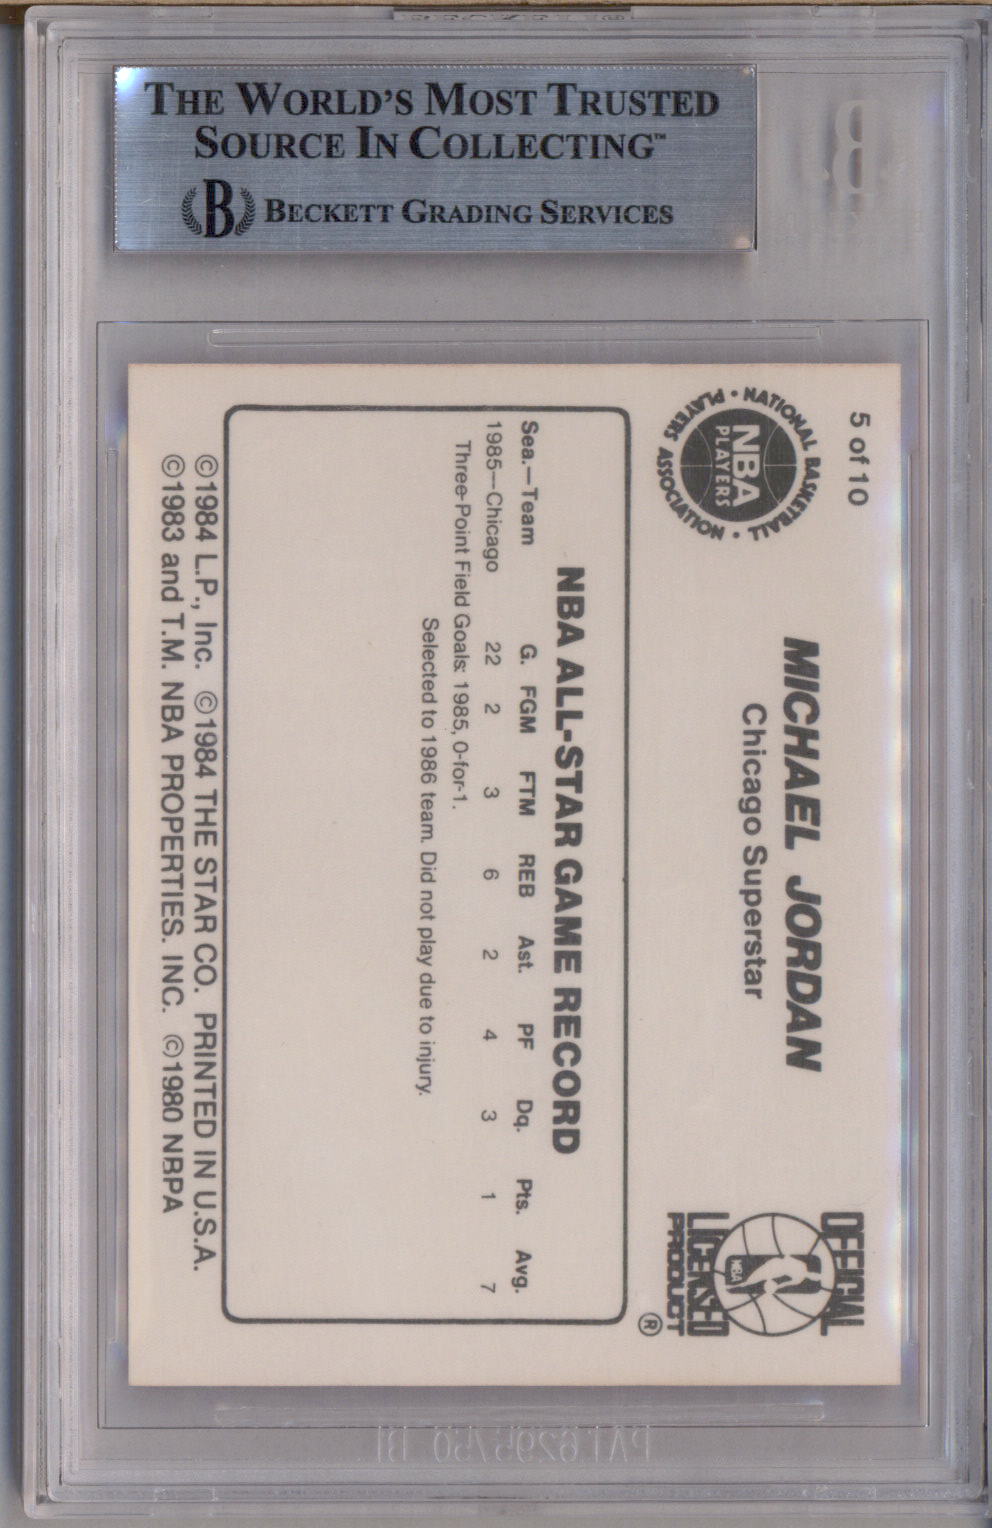 THE WORLD'S MOST TRUSTED
SOURCE IN COLLECTING™
B BECKETT GRADING SERVICES
5 of 10
NATIONAL BASKETBALL PLAYERS ASSOCIATION
NBA
PLAYERS
MICHAEL JORDAN
Chicago Superstar
OFFICIAL
NBA
LICENSED
PRODUCT
®
NBA ALL-STAR GAME RECORD
Sea.—Team G. FGM FTM REB Ast. PF Dq. Pts. Avg.
1985—Chicago 22 2 3 6 2 4 3 1 7
Three-Point Field Goals: 1985, 0-for-1.
Selected to 1986 team. Did not play due to injury.
©1984 L.P., Inc. ©1984 THE STAR CO. PRINTED IN U.S.A.
©1983 and T.M. NBA PROPERTIES. INC. ©1980 NBPA